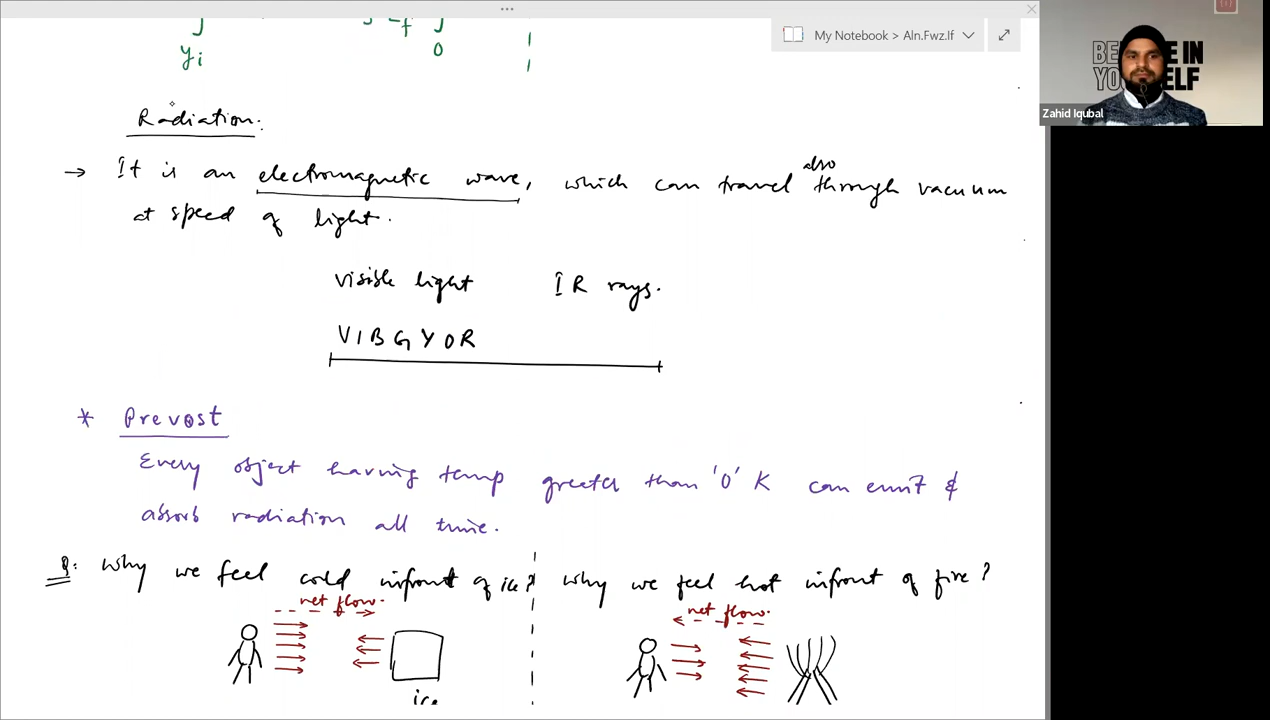 yi
0
My Notebook > Aln.Fwz.If
Zahid Iqubal
Radiation:
→ It is an electromagnetic wave, which can travel also through vacuum
at speed of light.
visible light IR rays.
VIBGYOR
* Prevost
Every object having temp greater than '0' K can emit &
absorb radiation all time.
Q: Why we feel cold infront of ice? Why we feel hot infront of fire?
net flow. net flow.
ice